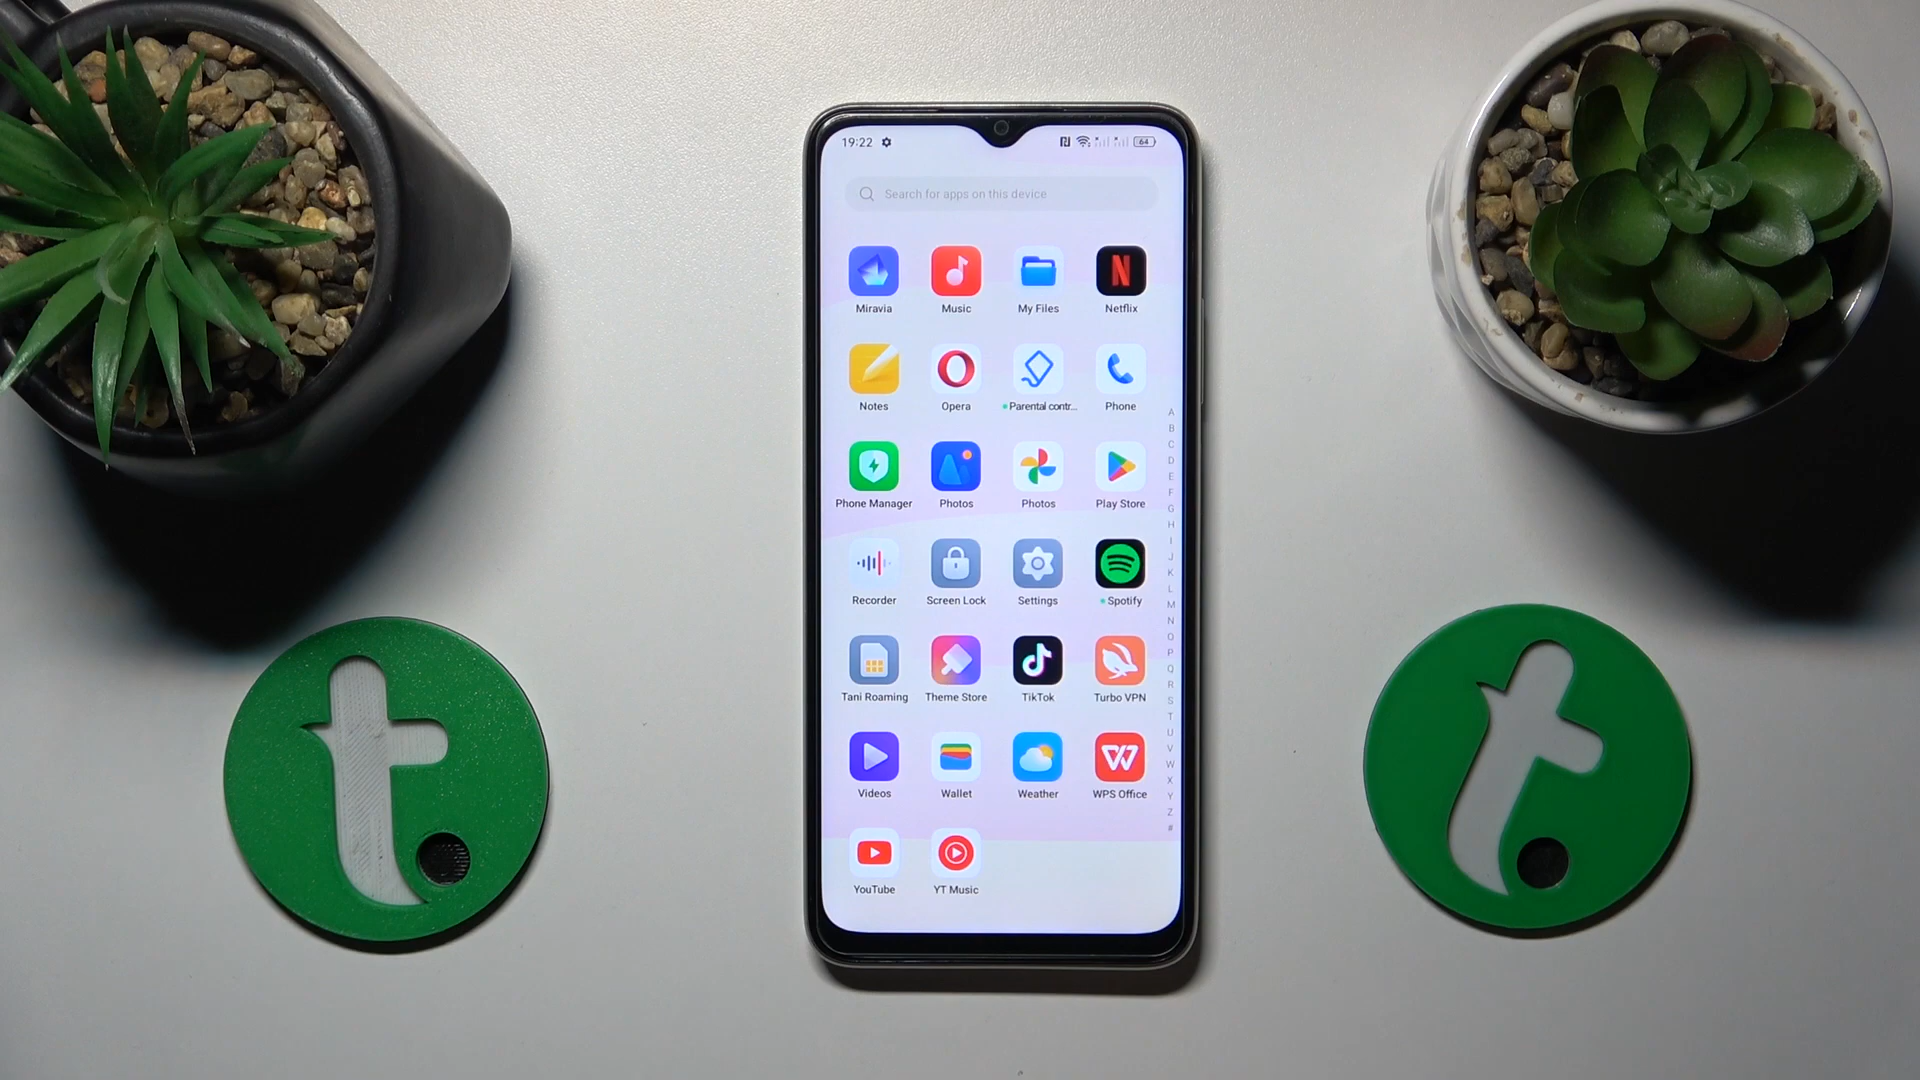 19:22
64
Search for apps on this device
Miravia Music My Files Netflix
Notes Opera Parental contr... Phone
Phone Manager Photos Photos Play Store
Recorder Screen Lock Settings Spotify
Tani Roaming Theme Store TikTok Turbo VPN
Videos Wallet Weather WPS Office
YouTube YT Music
A
B
C
D
E
F
G
H
I
J
K
L
M
N
O
P
Q
R
S
T
U
V
W
X
Y
Z
#
t.
t.